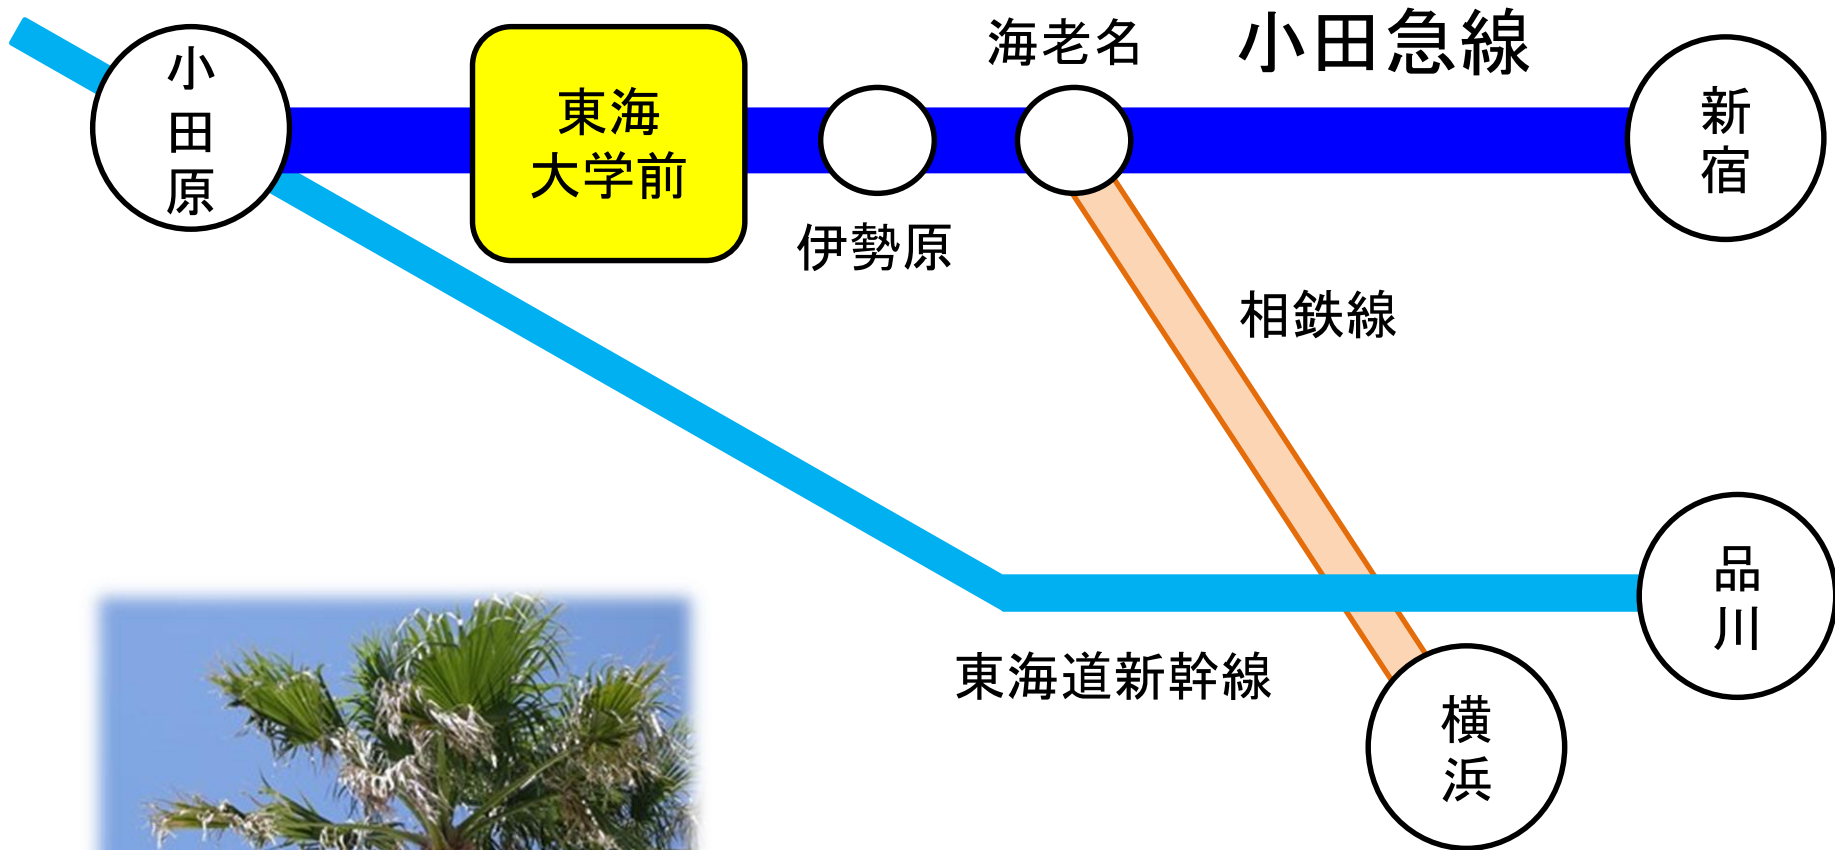 海老名
小田急線
小田原
東海
大学前
新宿
伊勢原
相鉄線
品川
東海道新幹線
横浜